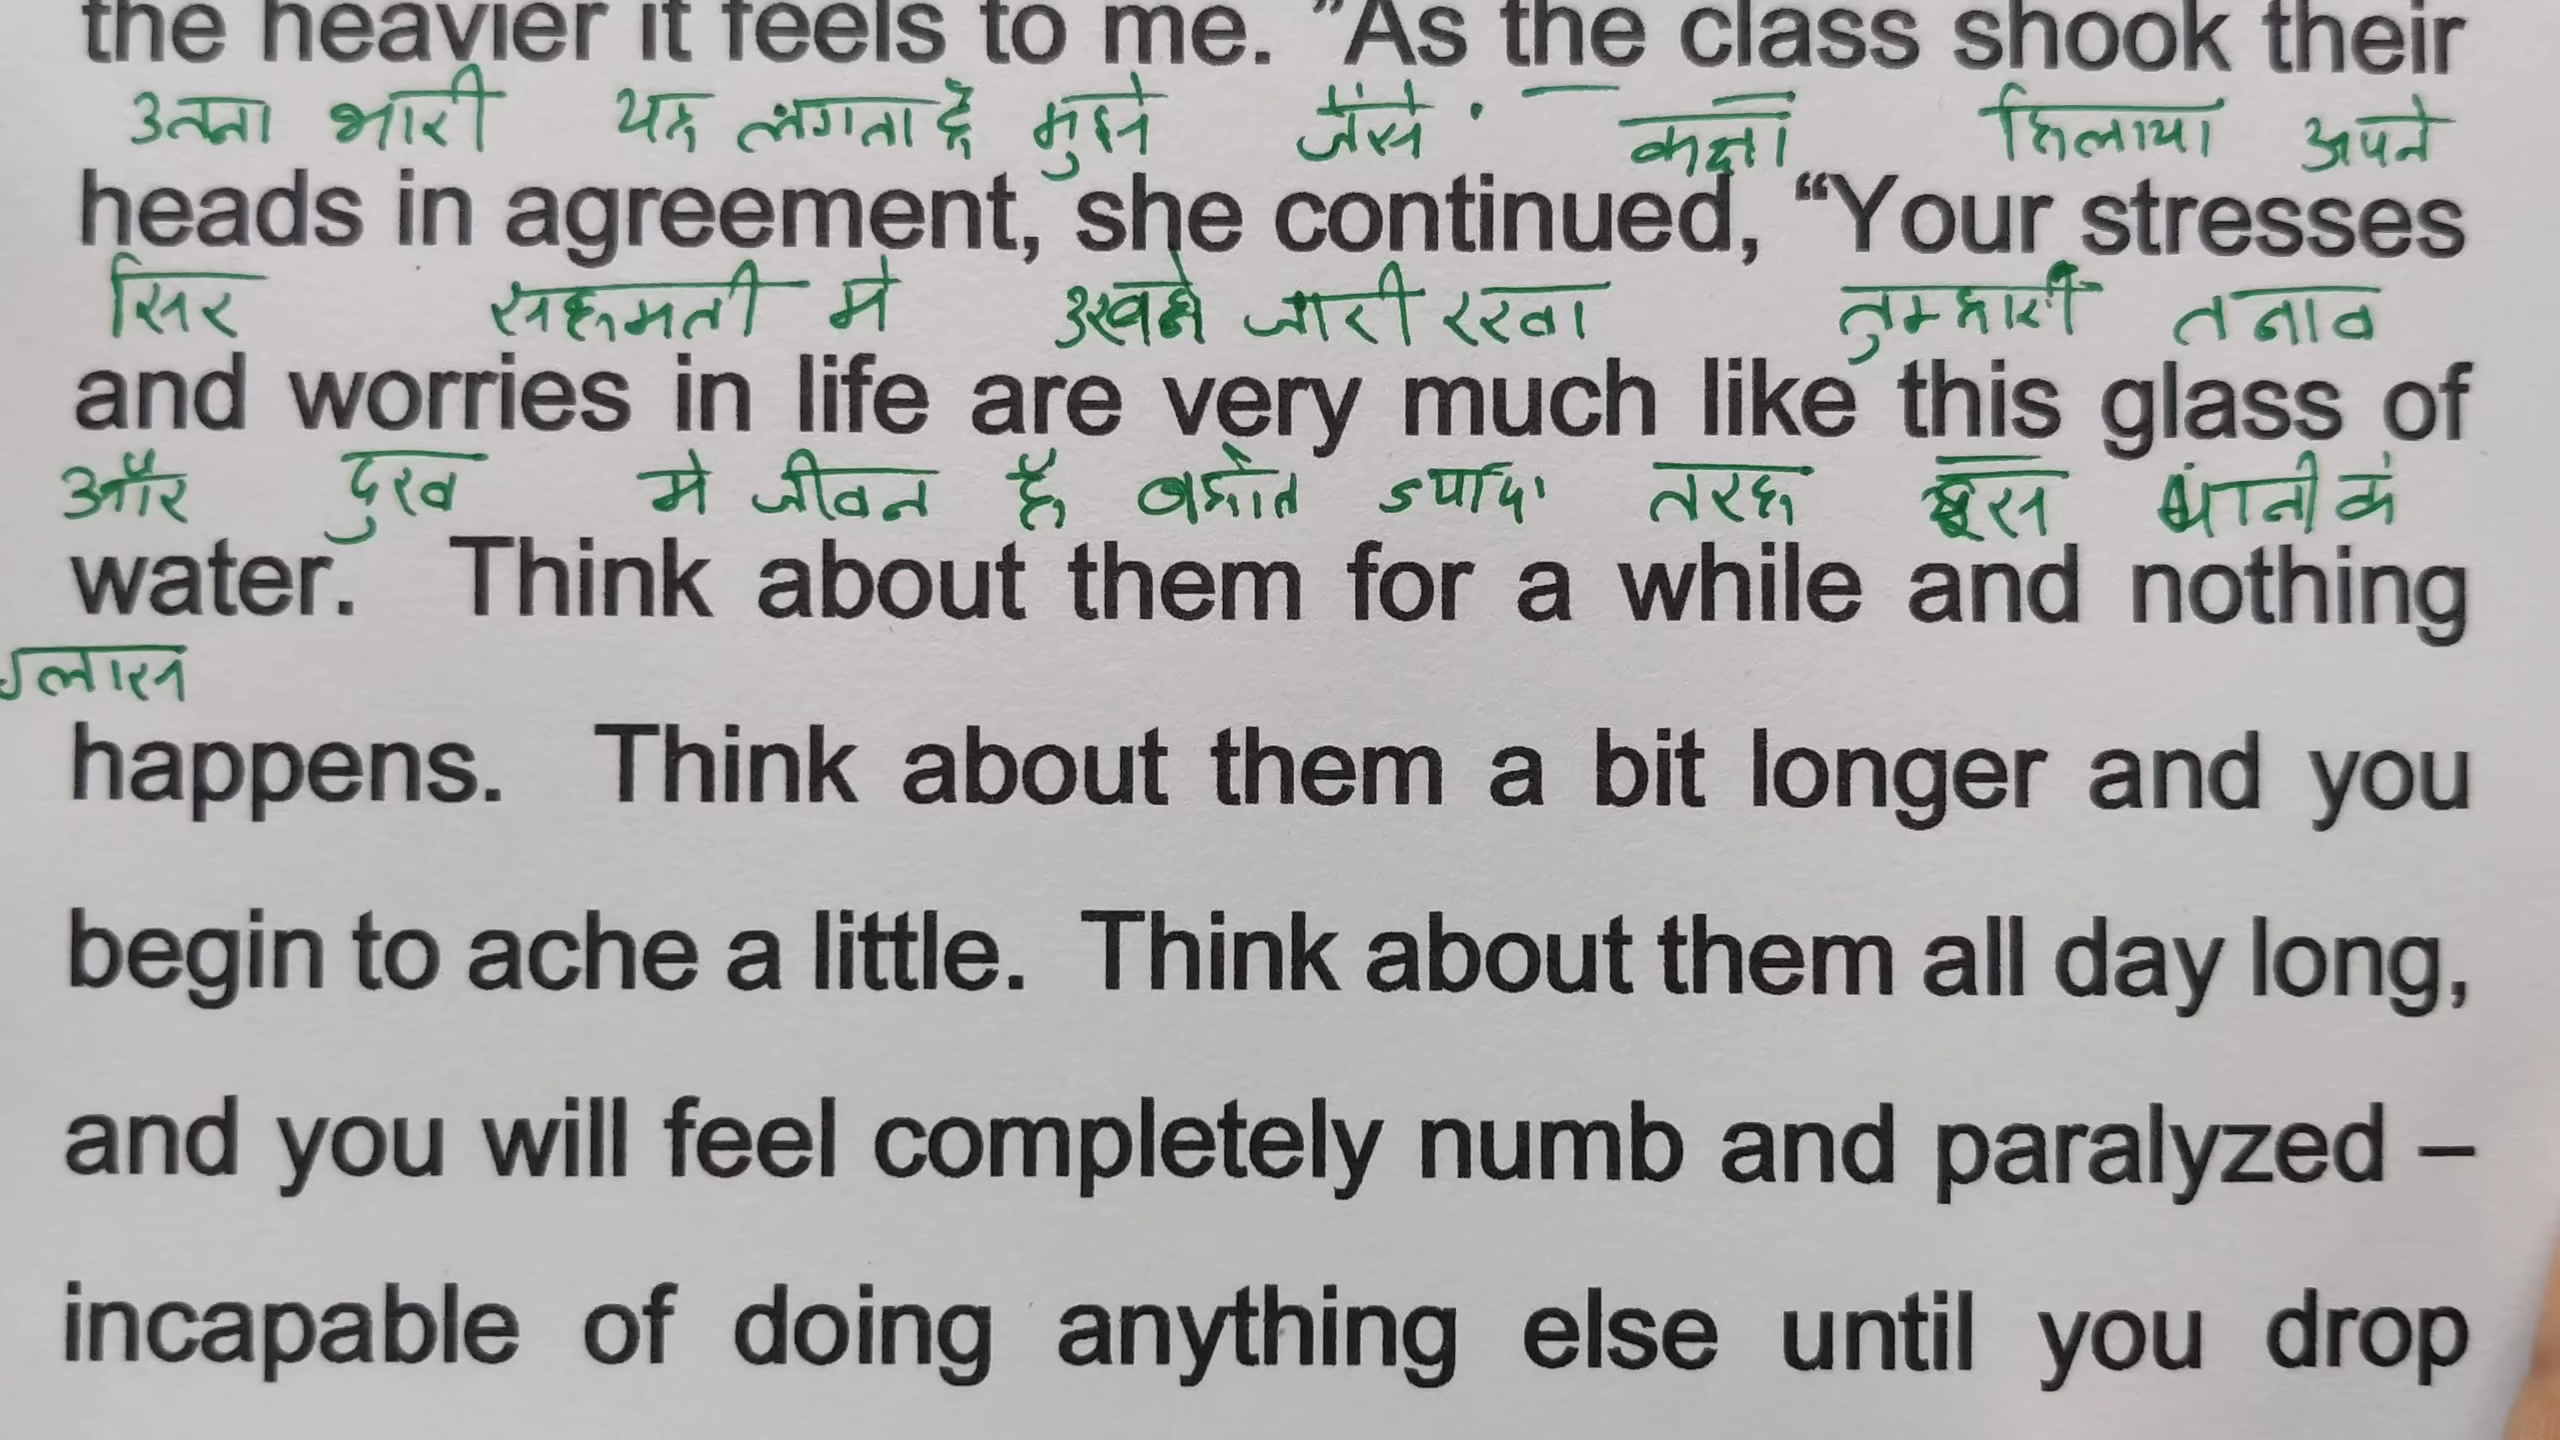 the heavier it feels to me. "As the class shook their
उतना भारी यह लगता है मुझे जैसे कक्षा हिलाया अपने
heads in agreement, she continued, “Your stresses
सिर सहमती मे उसने जारी रखा तुम्हारी तनाव
and worries in life are very much like this glass of
और दुख मे जीवन है बहोत ज्यादा तरह इस पानी के
water. Think about them for a while and nothing
ग्लास
happens. Think about them a bit longer and you
begin to ache a little. Think about them all day long,
and you will feel completely numb and paralyzed –
incapable of doing anything else until you drop